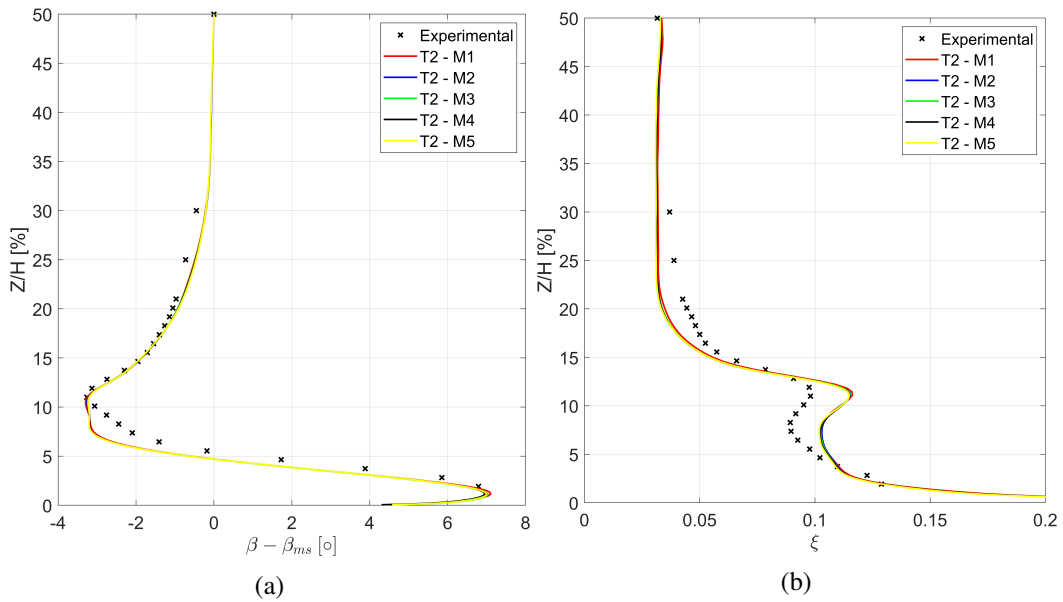 50
45
40
35
30
25
20
15
10
5
0
Z/H [%]
-4
-2
0
2
4
6
8
β − βms [∘]
Experimental
T2 - M1
T2 - M2
T2 - M3
T2 - M4
T2 - M5
(a)
50
45
40
35
30
25
20
15
10
5
0
Z/H [%]
0
0.05
0.1
0.15
0.2
ξ
Experimental
T2 - M1
T2 - M2
T2 - M3
T2 - M4
T2 - M5
(b)